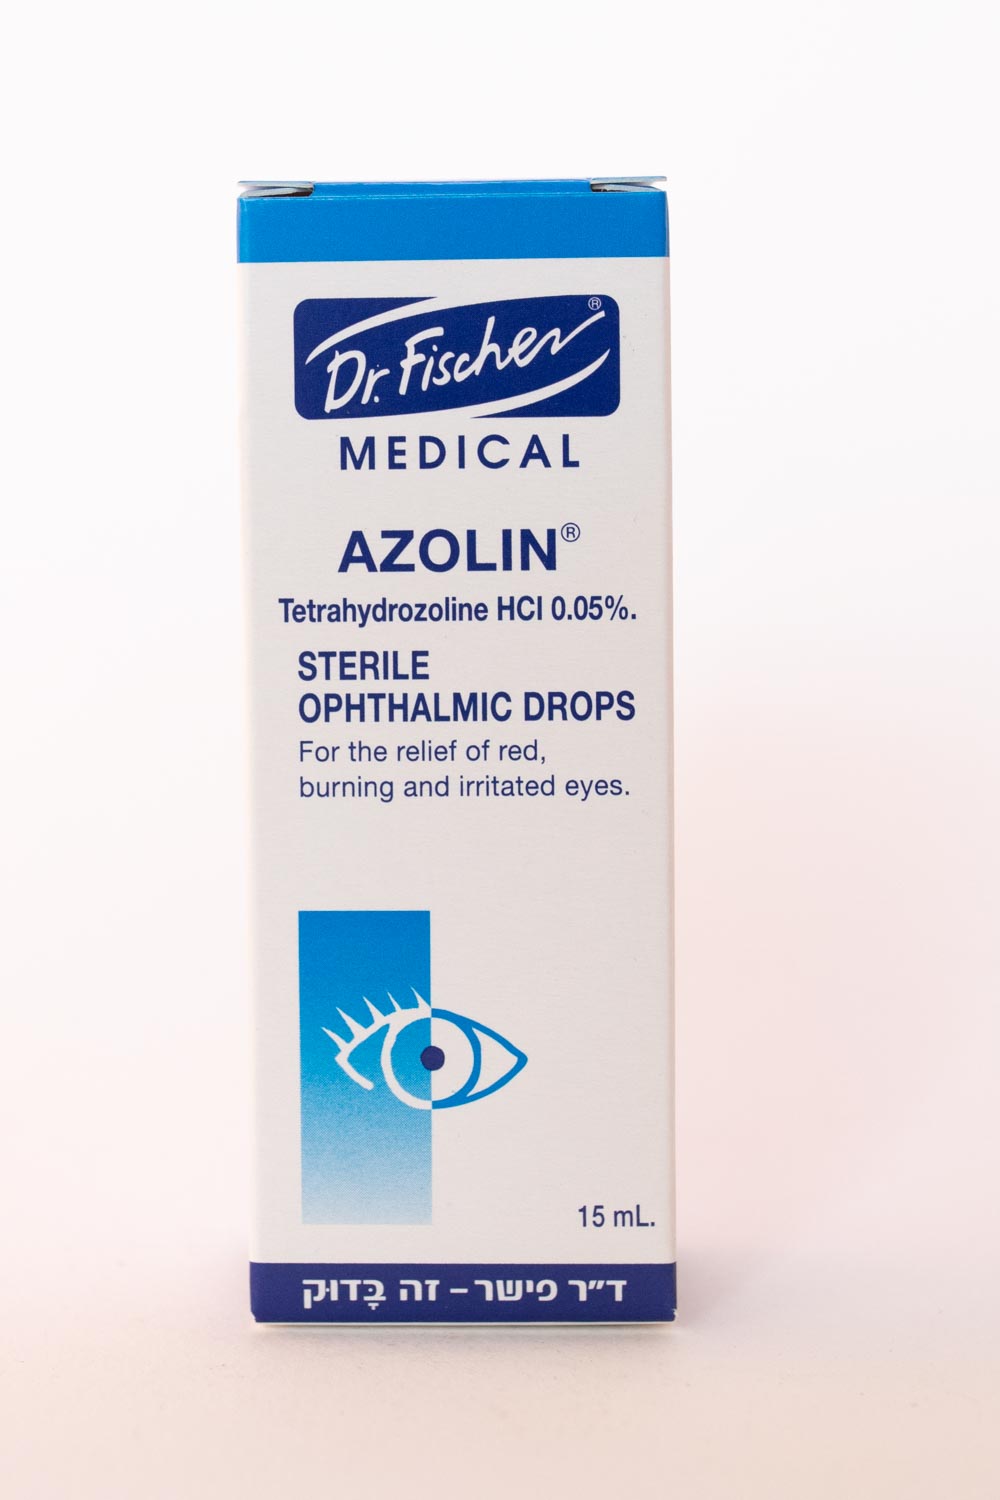 Dr. Fischer®
MEDICAL
AZOLIN®
Tetrahydrozoline HCl 0.05%.
STERILE
OPHTHALMIC DROPS
For the relief of red,
burning and irritated eyes.
15 mL.
ד״ר פישר – זה בָּדוּק